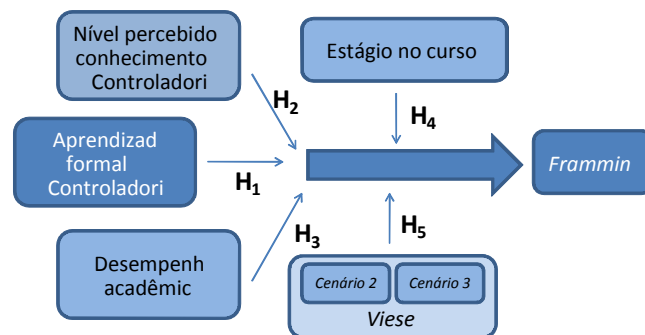 Nível percebido
conhecimento
Controladori
Estágio no curso
H2
H4
Aprendizad
formal
Controladori
H1
Frammin
H3
H5
Desempenh
acadêmic
Cenário 2
Cenário 3
Viese